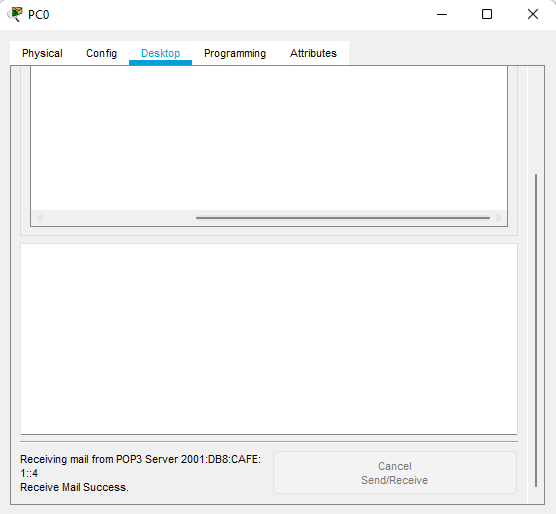 PC0
Physical Config Desktop Programming Attributes
Receiving mail from POP3 Server 2001:DB8:CAFE:
1::4
Receive Mail Success.
Cancel
Send/Receive